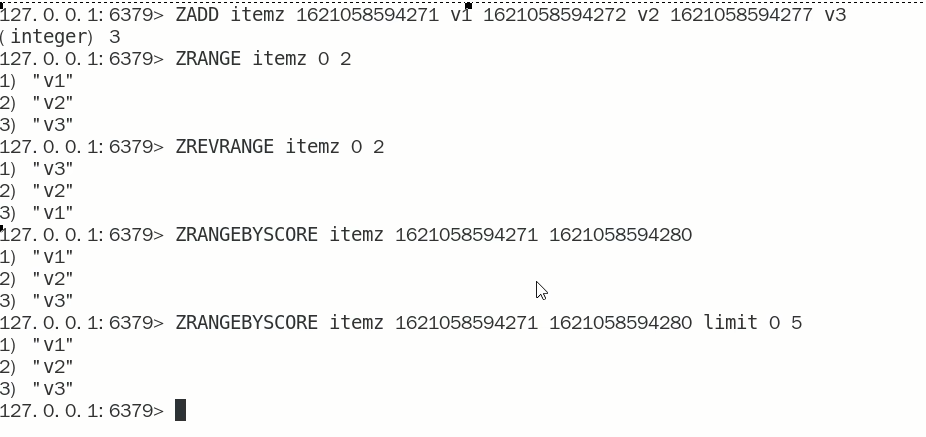 127.0.0.1:6379> ZADD itemz 1621058594271 v1 1621058594272 v2 1621058594277 v3
(integer) 3
127.0.0.1:6379> ZRANGE itemz 0 2
1) "v1"
2) "v2"
3) "v3"
127.0.0.1:6379> ZREVRANGE itemz 0 2
1) "v3"
2) "v2"
3) "v1"
127.0.0.1:6379> ZRANGEBYSCORE itemz 1621058594271 1621058594280
1) "v1"
2) "v2"
3) "v3"
127.0.0.1:6379> ZRANGEBYSCORE itemz 1621058594271 1621058594280 limit 0 5
1) "v1"
2) "v2"
3) "v3"
127.0.0.1:6379>